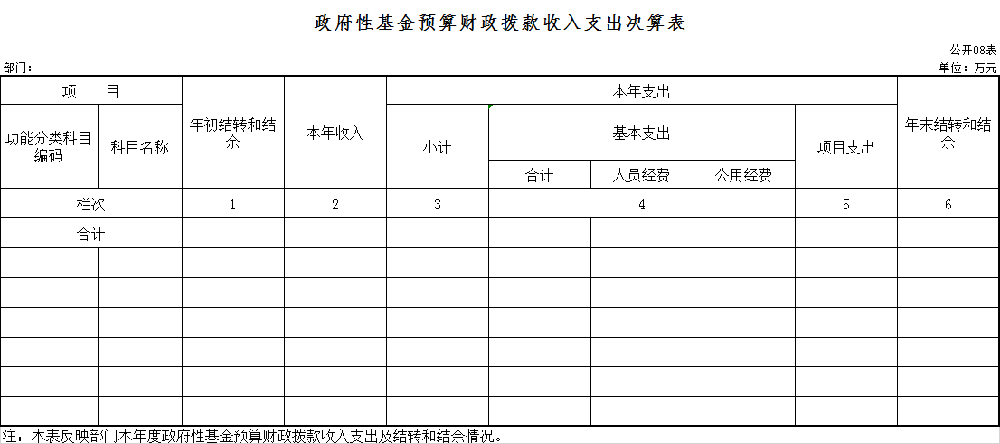 政府性基金预算财政拨款收入支出决算表
公开08表
部门:
单位：万元
项 目
年初结转和结余
本年收入
本年支出
年末结转和结余
功能分类科目编码
科目名称
小计
基本支出
项目支出
合计
人员经费
公用经费
栏次
1
2
3
4
5
6
合计
注：本表反映部门本年度政府性基金预算财政拨款收入支出及结转和结余情况。